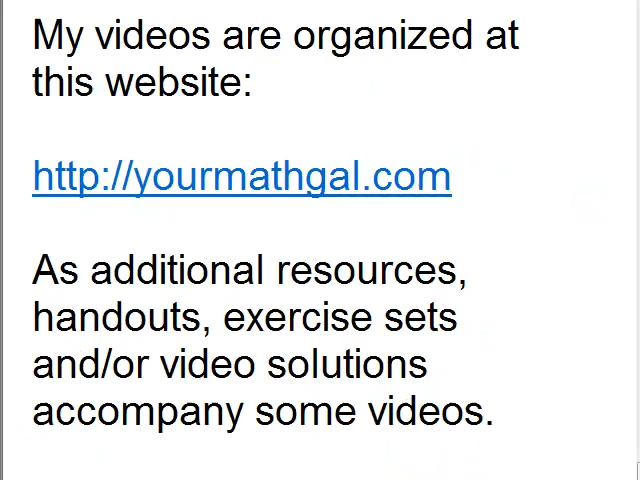 My videos are organized at
this website:
http://yourmathgal.com
As additional resources,
handouts, exercise sets
and/or video solutions
accompany some videos.